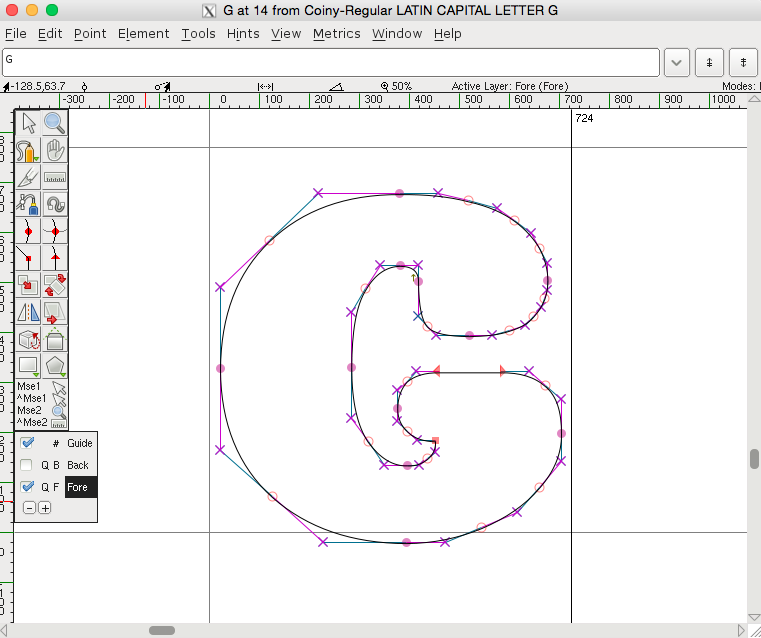 G at 14 from Coiny-Regular LATIN CAPITAL LETTER G
File Edit Point Element Tools Hints View Metrics Window Help
G
-128.5,63.7 50% Active Layer: Fore (Fore) Modes:
-300 -200 -100 0 100 200 300 400 500 600 700 800 900 1000
724
Mse1
^Mse1
Mse2
^Mse2
# Guide
Q B Back
Q F Fore